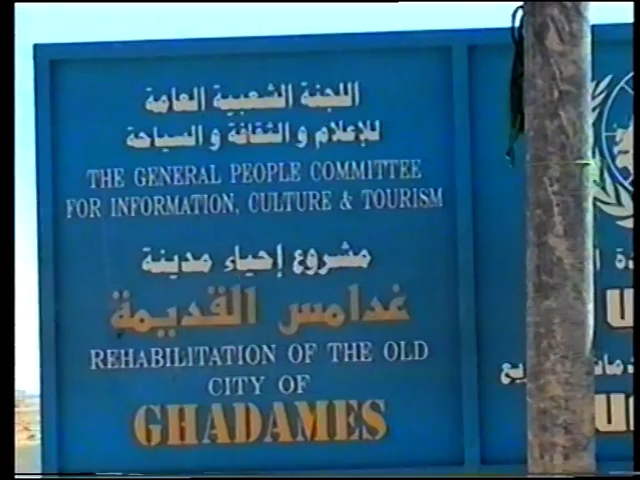 اللجنة الشعبية العامة
للإعلام و الثقافة و السياحة
THE GENERAL PEOPLE COMMITTEE
FOR INFORMATION, CULTURE & TOURISM
مشروع إحياء مدينة
غدامس القديمة
REHABILITATION OF THE OLD
CITY OF
GHADAMES